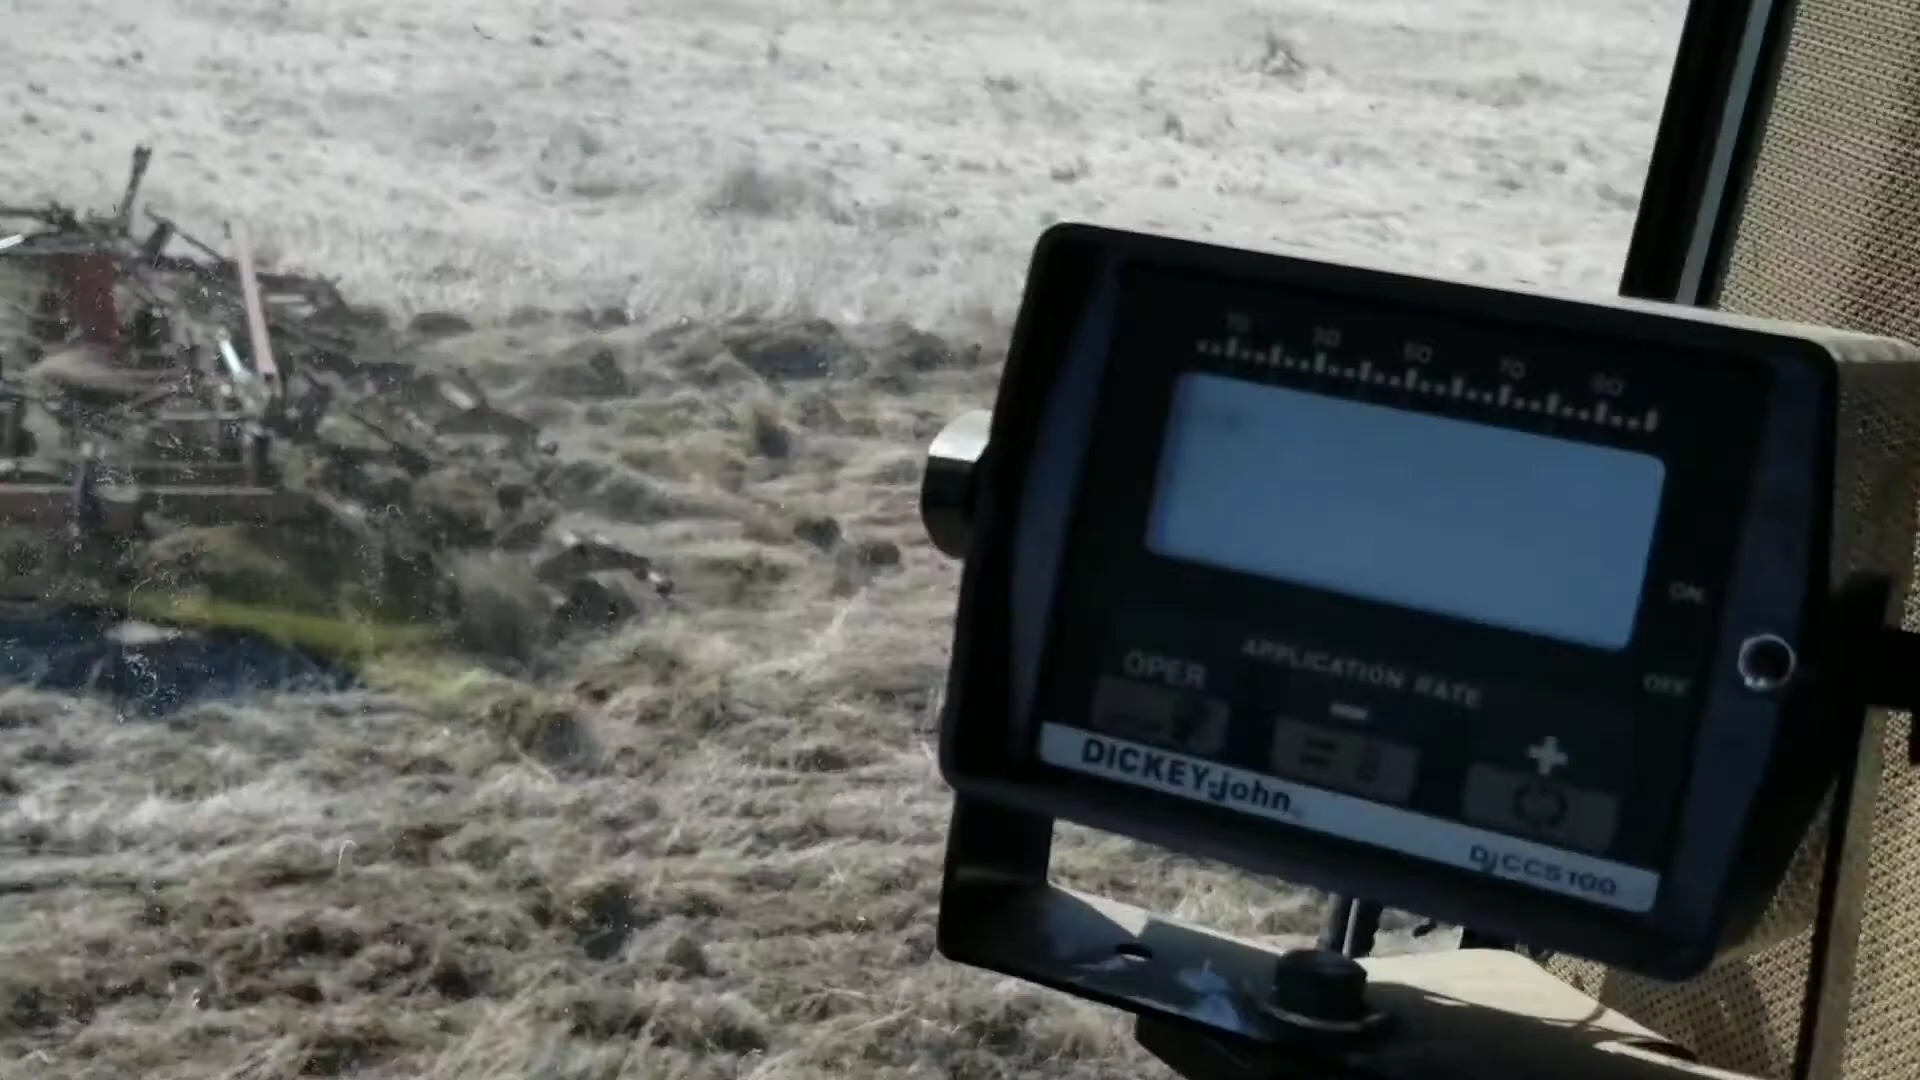 10 30 50 70 90
ON
OFF
APPLICATION RATE
OPER
- +
DICKEY-john
DjCCS100